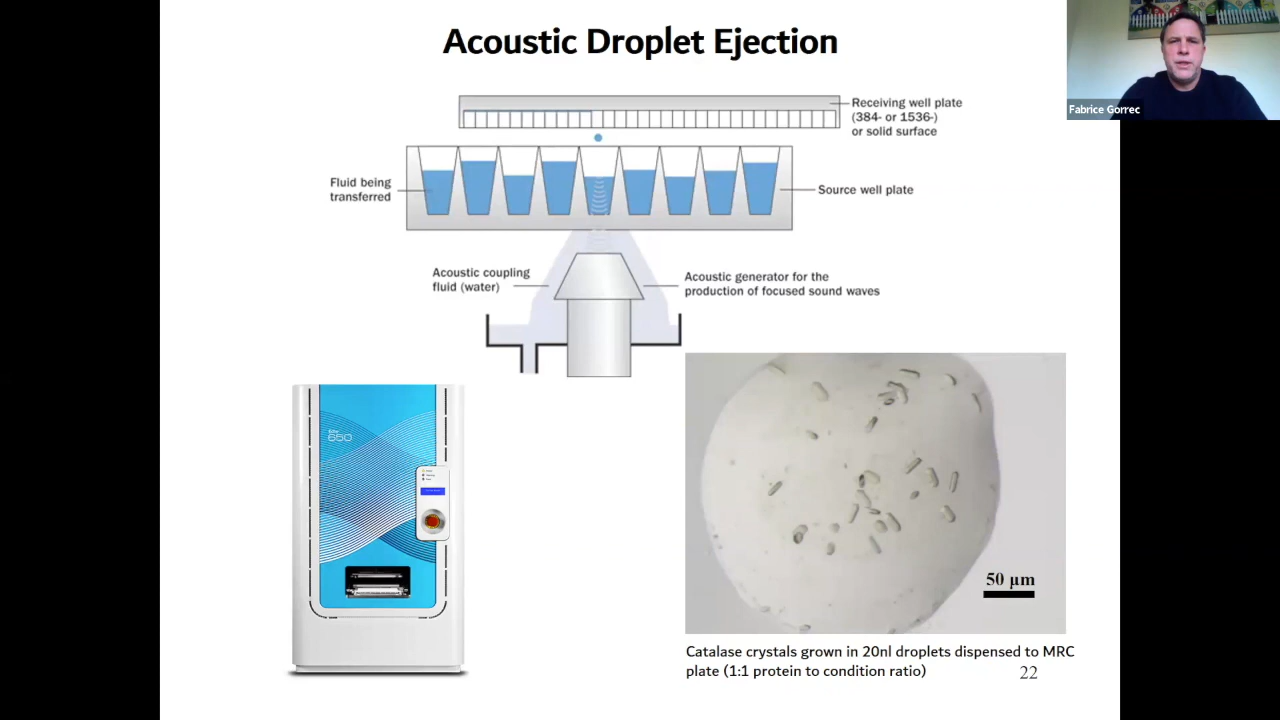 Acoustic Droplet Ejection
Fabrice Gorrec
Receiving well plate
(384- or 1536-)
or solid surface
Fluid being
transferred
Source well plate
Acoustic coupling
fluid (water)
Acoustic generator for the
production of focused sound waves
650
50 µm
Catalase crystals grown in 20nl droplets dispensed to MRC
plate (1:1 protein to condition ratio)
22